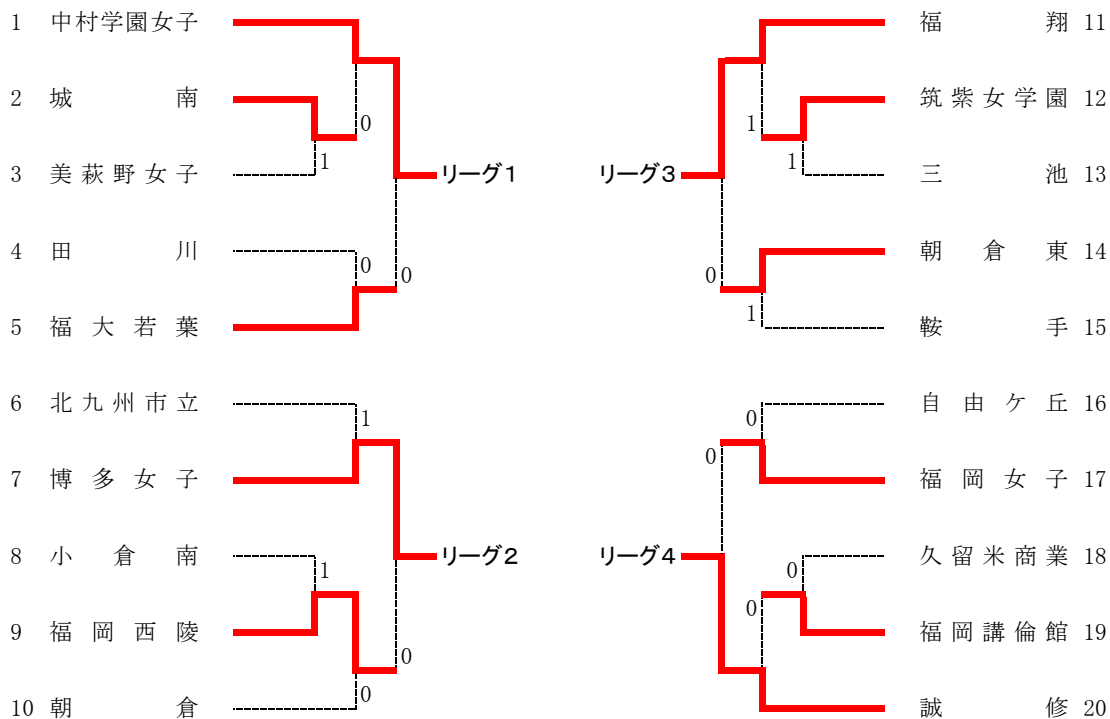 1 中村学園女子
2 城南
0
3 美萩野女子
1
リーグ1
4 田川
0
0
5 福大若葉
6 北九州市立
1
7 博多女子
リーグ2
8 小倉南
1
9 福岡西陵
0
10 朝倉
0
福翔 11
筑紫女学園 12
1
三池 13
1
リーグ3
朝倉東 14
0
鞍手 15
1
自由ケ丘 16
0
0
福岡女子 17
リーグ4
久留米商業 18
0
0
福岡講倫館 19
誠修 20